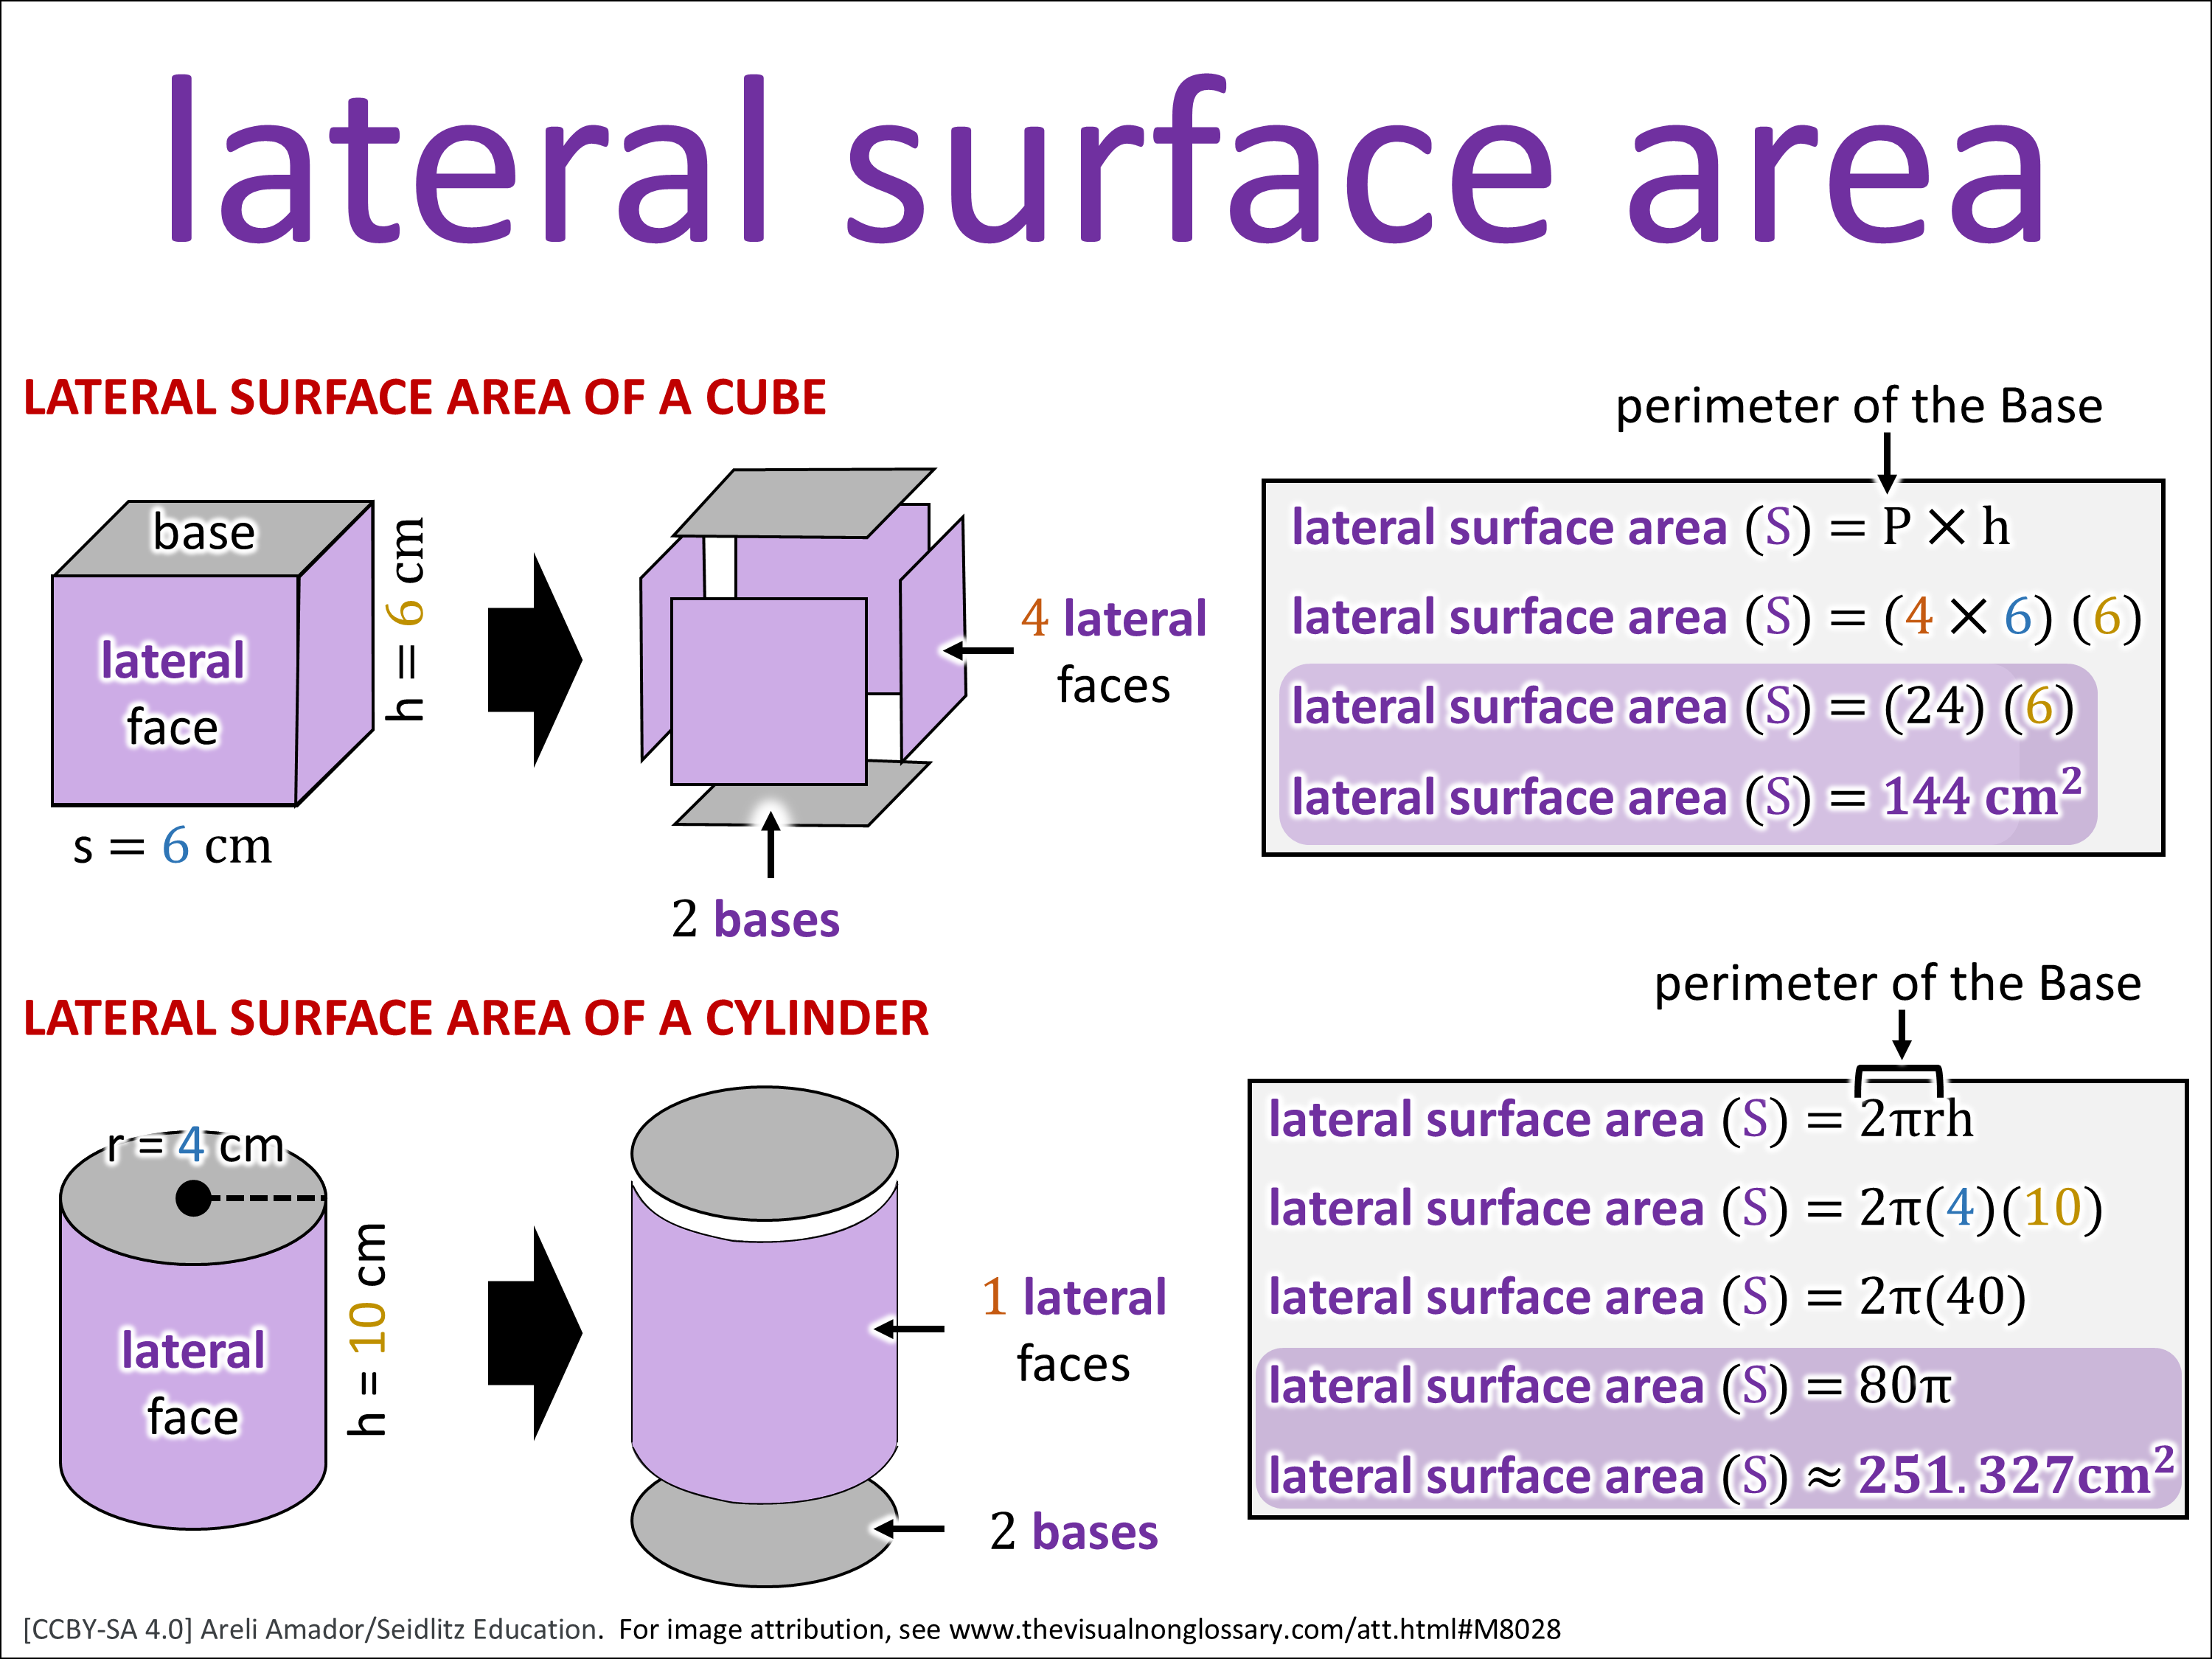 lateral surface area
LATERAL SURFACE AREA OF A CUBE
base
lateral
face
h = 6 cm
s = 6 cm
4 lateral
faces
2 bases
perimeter of the Base
lateral surface area (S) = P × h
lateral surface area (S) = (4 × 6) (6)
lateral surface area (S) = (24) (6)
lateral surface area (S) = 144 cm²
LATERAL SURFACE AREA OF A CYLINDER
r = 4 cm
lateral
face
h = 10 cm
1 lateral
faces
2 bases
perimeter of the Base
lateral surface area (S) = 2πrh
lateral surface area (S) = 2π(4)(10)
lateral surface area (S) = 2π(40)
lateral surface area (S) = 80π
lateral surface area (S) ≈ 251.327cm²
[CCBY-SA 4.0] Areli Amador/Seidlitz Education. For image attribution, see www.thevisualnonglossary.com/att.html#M8028